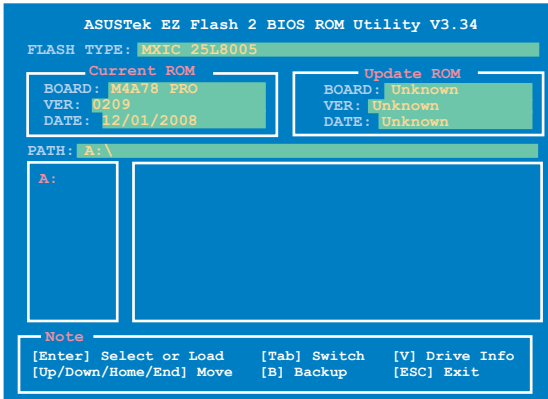 ASUSTek EZ Flash 2 BIOS ROM Utility V3.34
FLASH TYPE: MXIC 25L8005
Current ROM
BOARD: M4A78 PRO
VER: 0209
DATE: 12/01/2008
Update ROM
BOARD: Unknown
VER: Unknown
DATE: Unknown
PATH: A:\
A:
Note
[Enter] Select or Load [Tab] Switch [V] Drive Info
[Up/Down/Home/End] Move [B] Backup [ESC] Exit